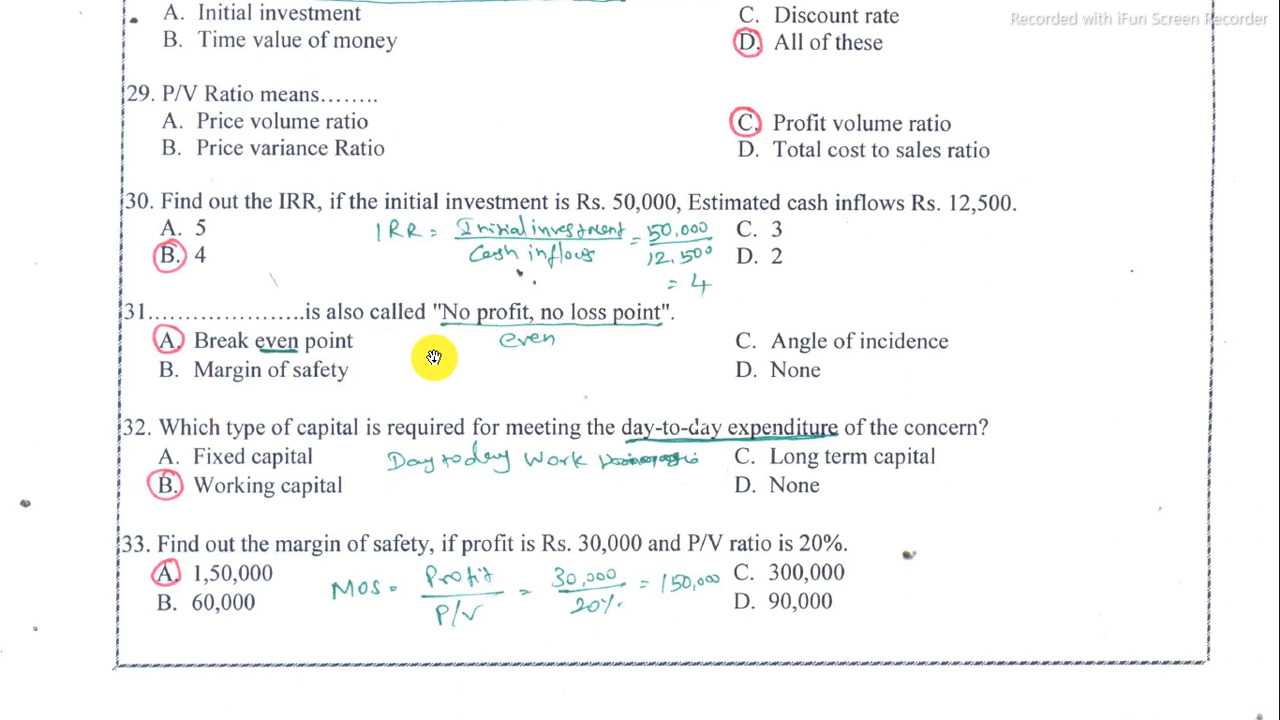 Recorded with iFun Screen Recorder
A. Initial investment
B. Time value of money
C. Discount rate
D. All of these
29. P/V Ratio means........
A. Price volume ratio
B. Price variance Ratio
C. Profit volume ratio
D. Total cost to sales ratio
30. Find out the IRR, if the initial investment is Rs. 50,000, Estimated cash inflows Rs. 12,500.
A. 5
B. 4
IRR = Initial investment / Cash inflows = 50,000 / 12,500
= 4
C. 3
D. 2
31.....................is also called "No profit, no loss point".
A. Break even point
B. Margin of safety
even
C. Angle of incidence
D. None
32. Which type of capital is required for meeting the day-to-day expenditure of the concern?
A. Fixed capital
B. Working capital
Day to day work
C. Long term capital
D. None
33. Find out the margin of safety, if profit is Rs. 30,000 and P/V ratio is 20%.
A. 1,50,000
B. 60,000
MOS = Profit / P/V = 30,000 / 20% = 150,000
C. 300,000
D. 90,000